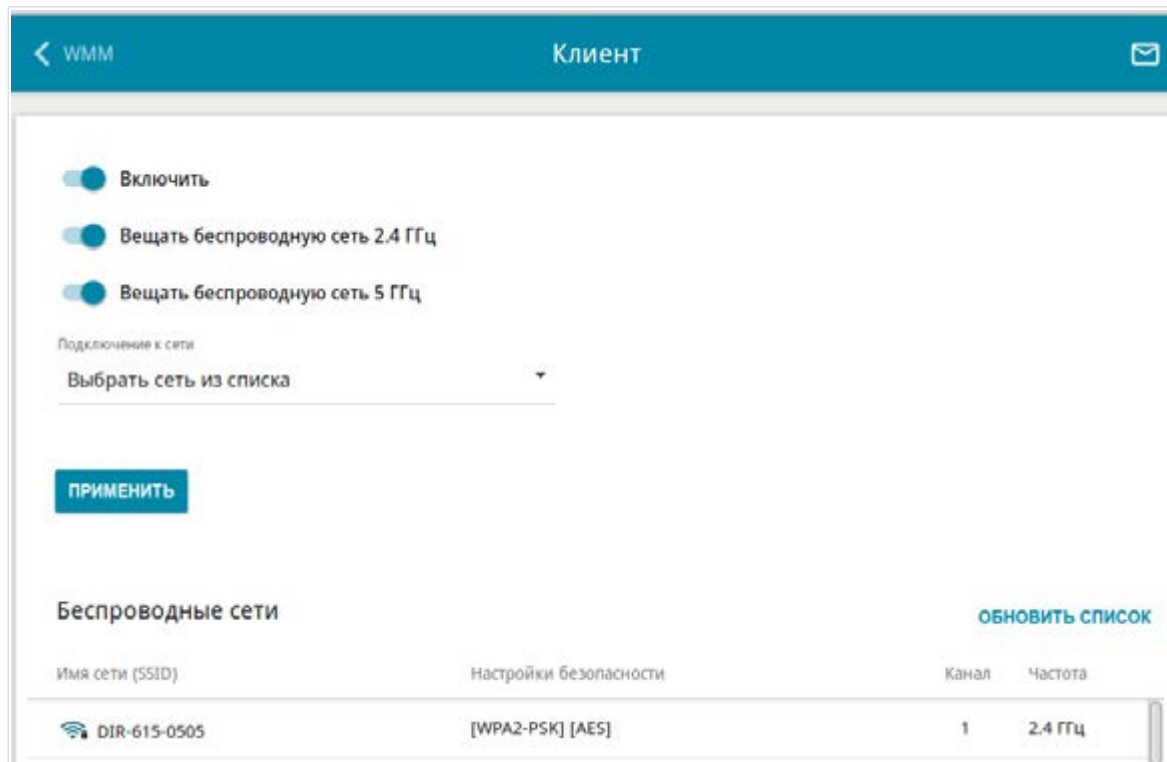 WMM Клиент
Включить
Вещать беспроводную сеть 2.4 ГГц
Вещать беспроводную сеть 5 ГГц
Подключение к сети
Выбрать сеть из списка
ПРИМЕНИТЬ
Беспроводные сети ОБНОВИТЬ СПИСОК
Имя сети (SSID) Настройки безопасности Канал Частота
DIR-615-0505 [WPA2-PSK] [AES] 1 2.4 ГГц